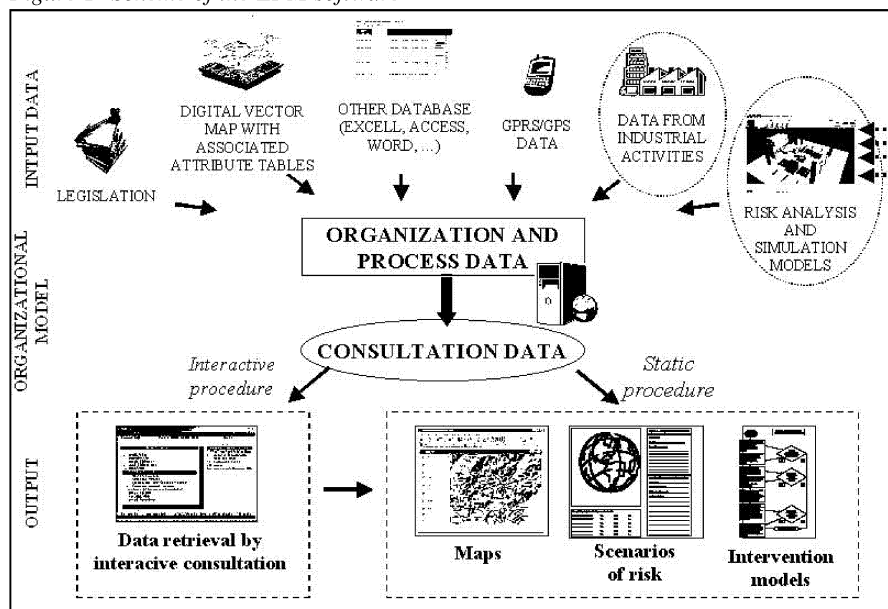 INTPUT DATA
LEGISLATION
DIGITAL VECTOR
MAP WITH
ASSOCIATED
ATTRIBUTE TABLES
OTHER DATABASE
(EXCELL, ACCESS,
WORD, ...)
GPRS/GPS
DATA
DATA FROM
INDUSTRIAL
ACTIVITIES
RISK ANALYSIS
AND
SIMULATION
MODELS
ORGANIZATIONAL
MODEL
ORGANIZATION AND
PROCESS DATA
CONSULTATION DATA
Interactive
procedure
Static
procedure
OUTPUT
Data retrieval by
interacive consultation
Maps
Scenarios
of risk
Intervention
models